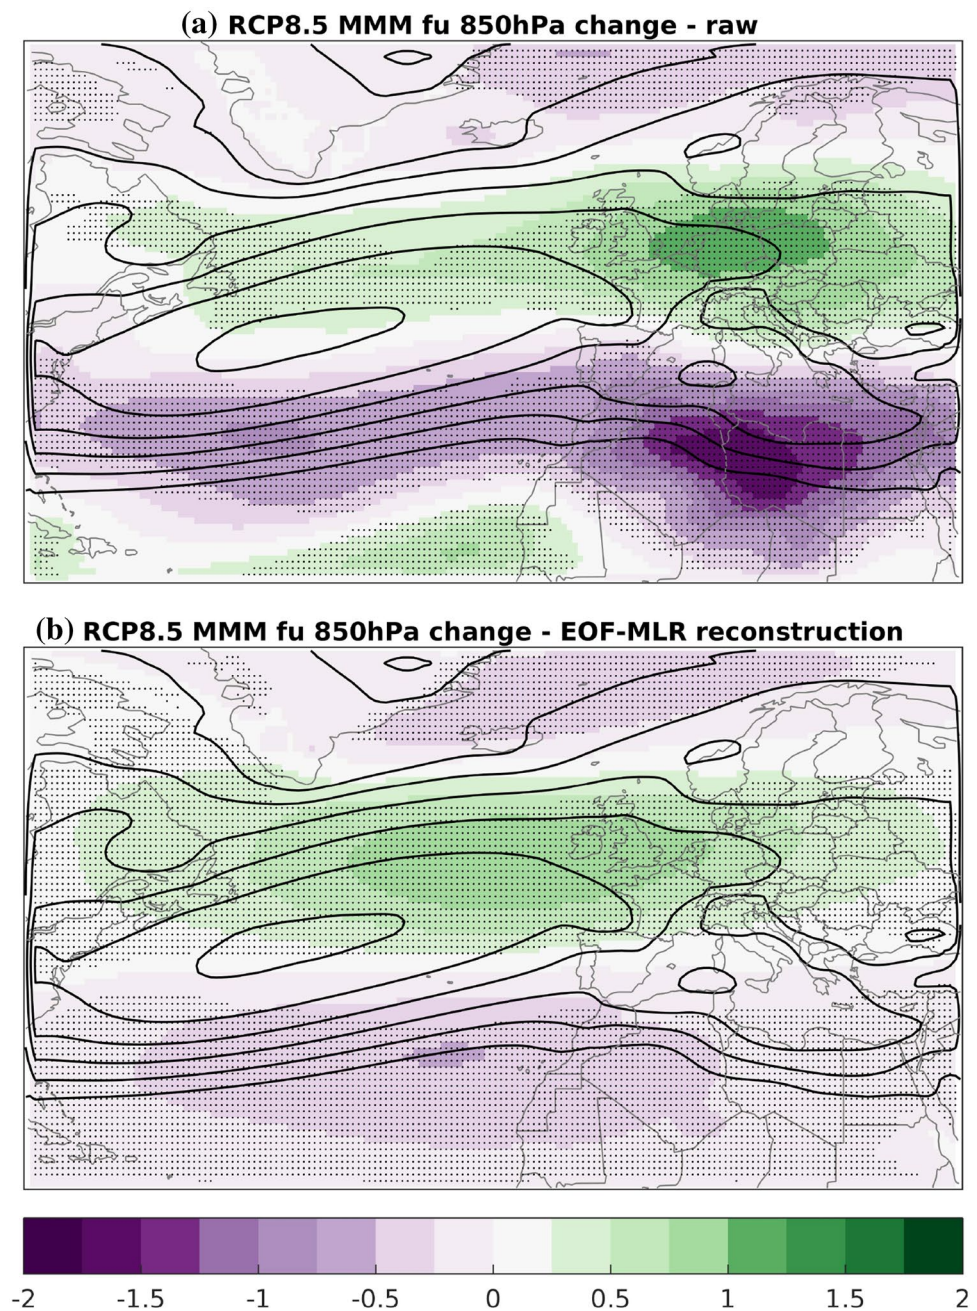 (a) RCP8.5 MMM fu 850hPa change - raw
(b) RCP8.5 MMM fu 850hPa change - EOF-MLR reconstruction
-2 -1.5 -1 -0.5 0 0.5 1 1.5 2